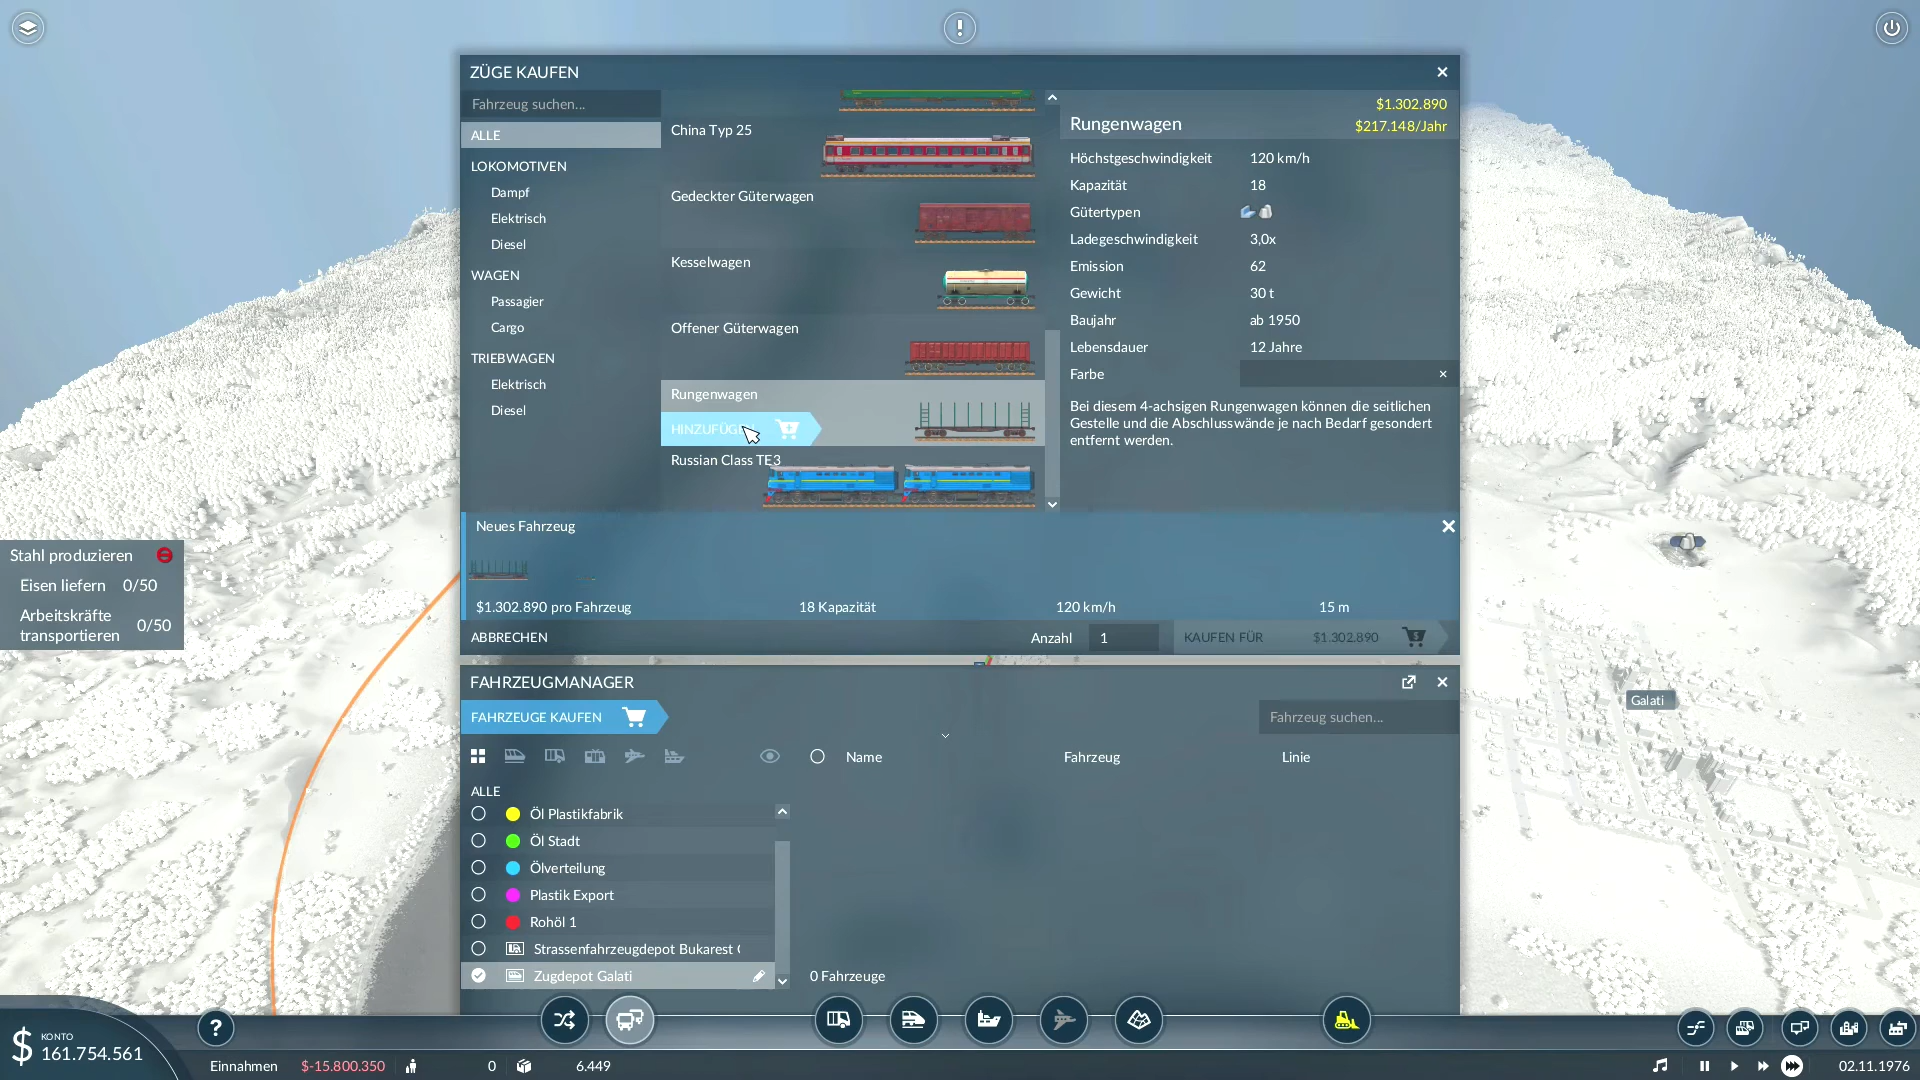 ZÜGE KAUFEN
Fahrzeug suchen...
ALLE
LOKOMOTIVEN
Dampf
Elektrisch
Diesel
WAGEN
Passagier
Cargo
TRIEBWAGEN
Elektrisch
Diesel
China Typ 25
Gedeckter Güterwagen
Kesselwagen
Offener Güterwagen
Rungenwagen
Russian Class TE3
$1.302.890
Rungenwagen
$217.148/Jahr
Höchstgeschwindigkeit 120 km/h
Kapazität 18
Gütertypen
Ladegeschwindigkeit 3,0x
Emission 62
Gewicht 30 t
Baujahr ab 1950
Lebensdauer 12 Jahre
Farbe
Bei diesem 4-achsigen Rungenwagen können die seitlichen
Gestelle und die Abschlusswände je nach Bedarf gesondert
entfernt werden.
Neues Fahrzeug
$1.302.890 pro Fahrzeug 18 Kapazität 120 km/h 15 m
ABBRECHEN Anzahl 1 KAUFEN FÜR $1.302.890
Stahl produzieren
Eisen liefern 0/50
Arbeitskräfte
transportieren 0/50
FAHRZEUGMANAGER
FAHRZEUGE KAUFEN
Fahrzeug suchen...
Name Fahrzeug Linie
ALLE
Öl Plastikfabrik
Öl Stadt
Ölverteilung
Plastik Export
Rohöl 1
Strassenfahrzeugdepot Bukarest
Zugdepot Galati
0 Fahrzeuge
Galati
?
$ KONTO
161.754.561
Einnahmen $-15.800.350 0 6.449
02.11.1976